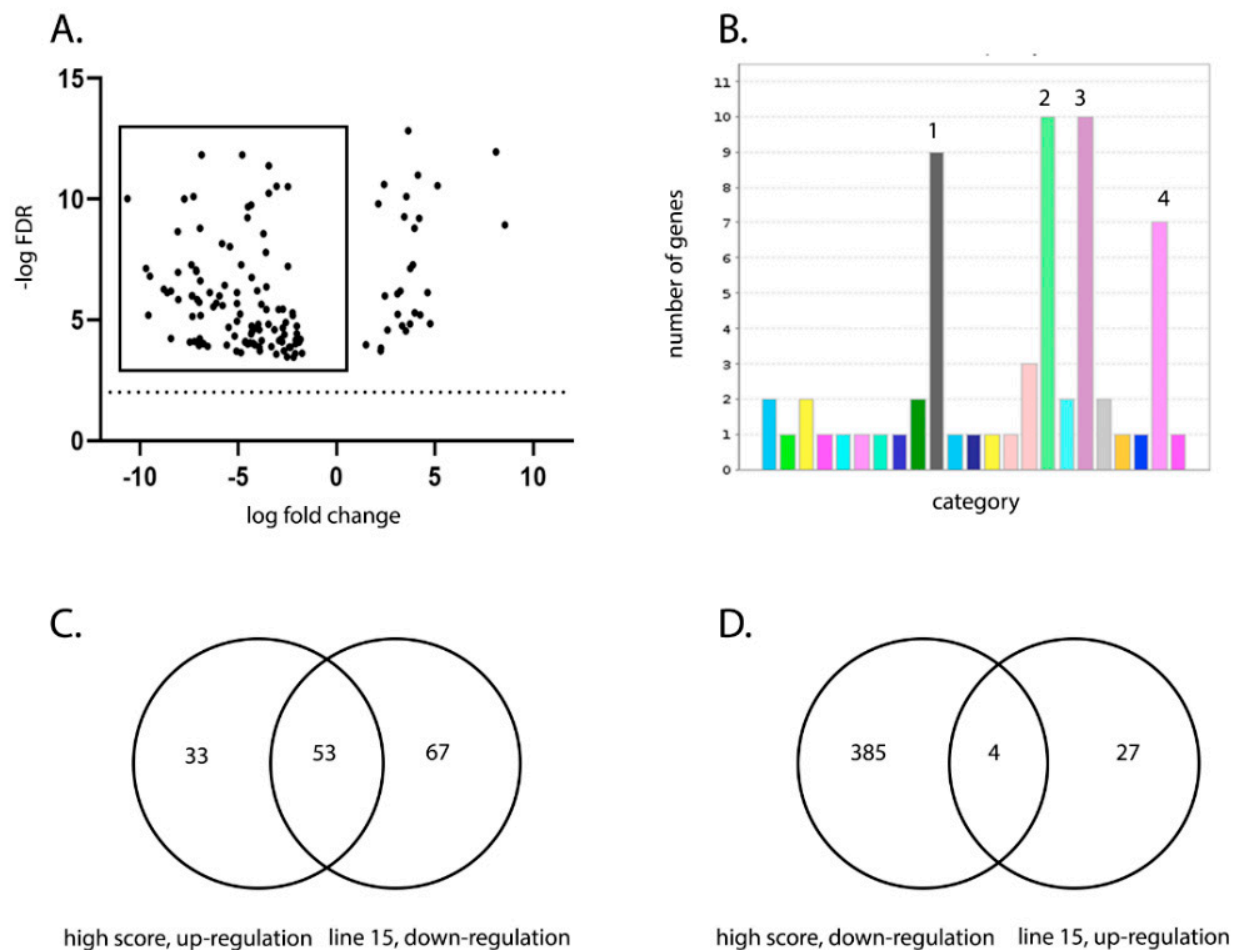 A.
15
10
5
0
-log FDR
-10 -5 0 5 10
log fold change
B.
11
10
9
8
7
6
5
4
3
2
1
0
number of genes
1
2
3
4
category
C.
33 53 67
high score, up-regulation line 15, down-regulation
D.
385 4 27
high score, down-regulation line 15, up-regulation